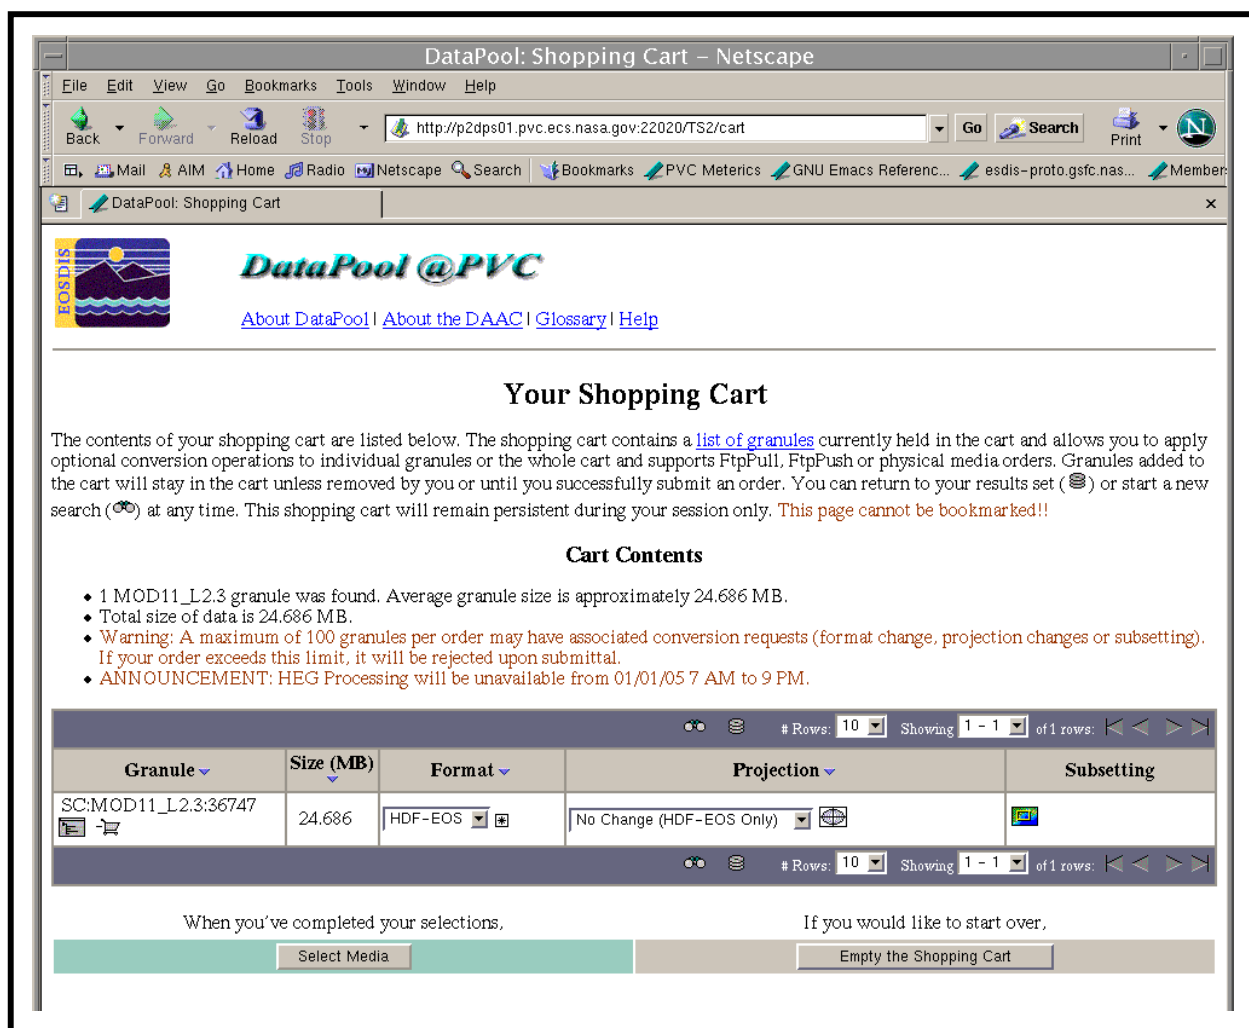 DataPool: Shopping Cart – Netscape
File Edit View Go Bookmarks Tools Window Help
Back Forward Reload Stop http://p2dps01.pvc.ecs.nasa.gov:22020/TS2/cart Go Search Print N
Mail AIM Home Radio Netscape Search Bookmarks PVC Meterics GNU Emacs Referenc... esdis-proto.gsfc.nas... Member
DataPool: Shopping Cart
EOSDIS
DataPool @PVC
About DataPool | About the DAAC | Glossary | Help
Your Shopping Cart
The contents of your shopping cart are listed below. The shopping cart contains a list of granules currently held in the cart and allows you to apply
optional conversion operations to individual granules or the whole cart and supports FtpPull, FtpPush or physical media orders. Granules added to
the cart will stay in the cart unless removed by you or until you successfully submit an order. You can return to your results set ( ) or start a new
search ( ) at any time. This shopping cart will remain persistent during your session only. This page cannot be bookmarked!!
Cart Contents
1 MOD11_L2.3 granule was found. Average granule size is approximately 24.686 MB.
Total size of data is 24.686 MB.
Warning: A maximum of 100 granules per order may have associated conversion requests (format change, projection changes or subsetting).
If your order exceeds this limit, it will be rejected upon submittal.
ANNOUNCEMENT: HEG Processing will be unavailable from 01/01/05 7 AM to 9 PM.
# Rows: 10 Showing 1 - 1 of 1 rows:
Granule Size (MB) Format Projection Subsetting
SC:MOD11_L2.3:36747 24.686 HDF-EOS No Change (HDF-EOS Only)
# Rows: 10 Showing 1 - 1 of 1 rows:
When you've completed your selections, If you would like to start over,
Select Media Empty the Shopping Cart